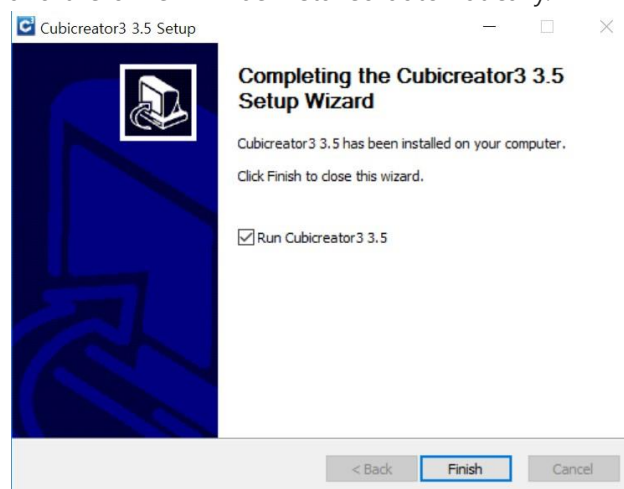 Cubicreator3 3.5 Setup
Completing the Cubicreator3 3.5
Setup Wizard
Cubicreator3 3.5 has been installed on your computer.
Click Finish to close this wizard.
Run Cubicreator3 3.5
< Back Finish Cancel